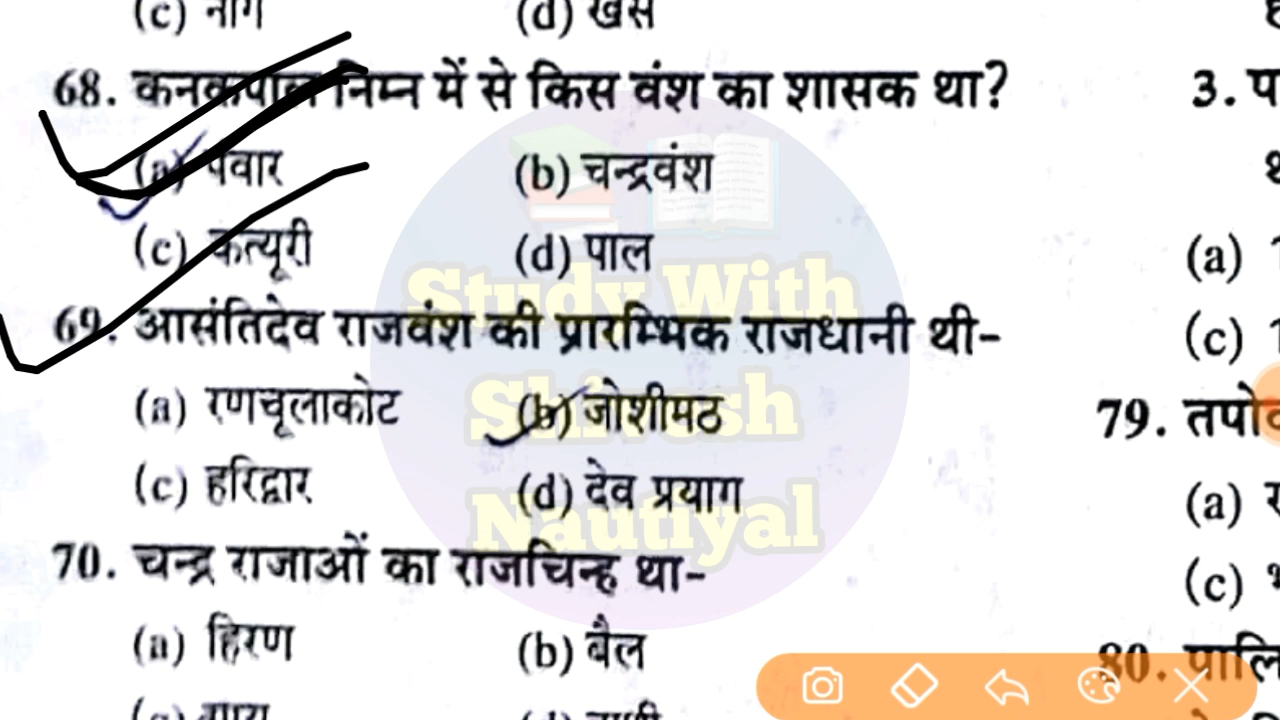 (c) नाग (d) खस
68. कनकपाल निम्न में से किस वंश का शासक था?
(a) पंवार (b) चन्द्रवंश
(c) कत्यूरी (d) पाल
69. आसंतिदेव राजवंश की प्रारम्भिक राजधानी थी-
(a) रणचूलाकोट (b) जोशीमठ
(c) हरिद्वार (d) देव प्रयाग
70. चन्द्र राजाओं का राजचिन्ह था-
(a) हिरण (b) बैल
(c) गाय (d) हाथी
3.
(a)
(c)
79.
(a)
(c)
80.
Study With
Shivesh
Nautiyal